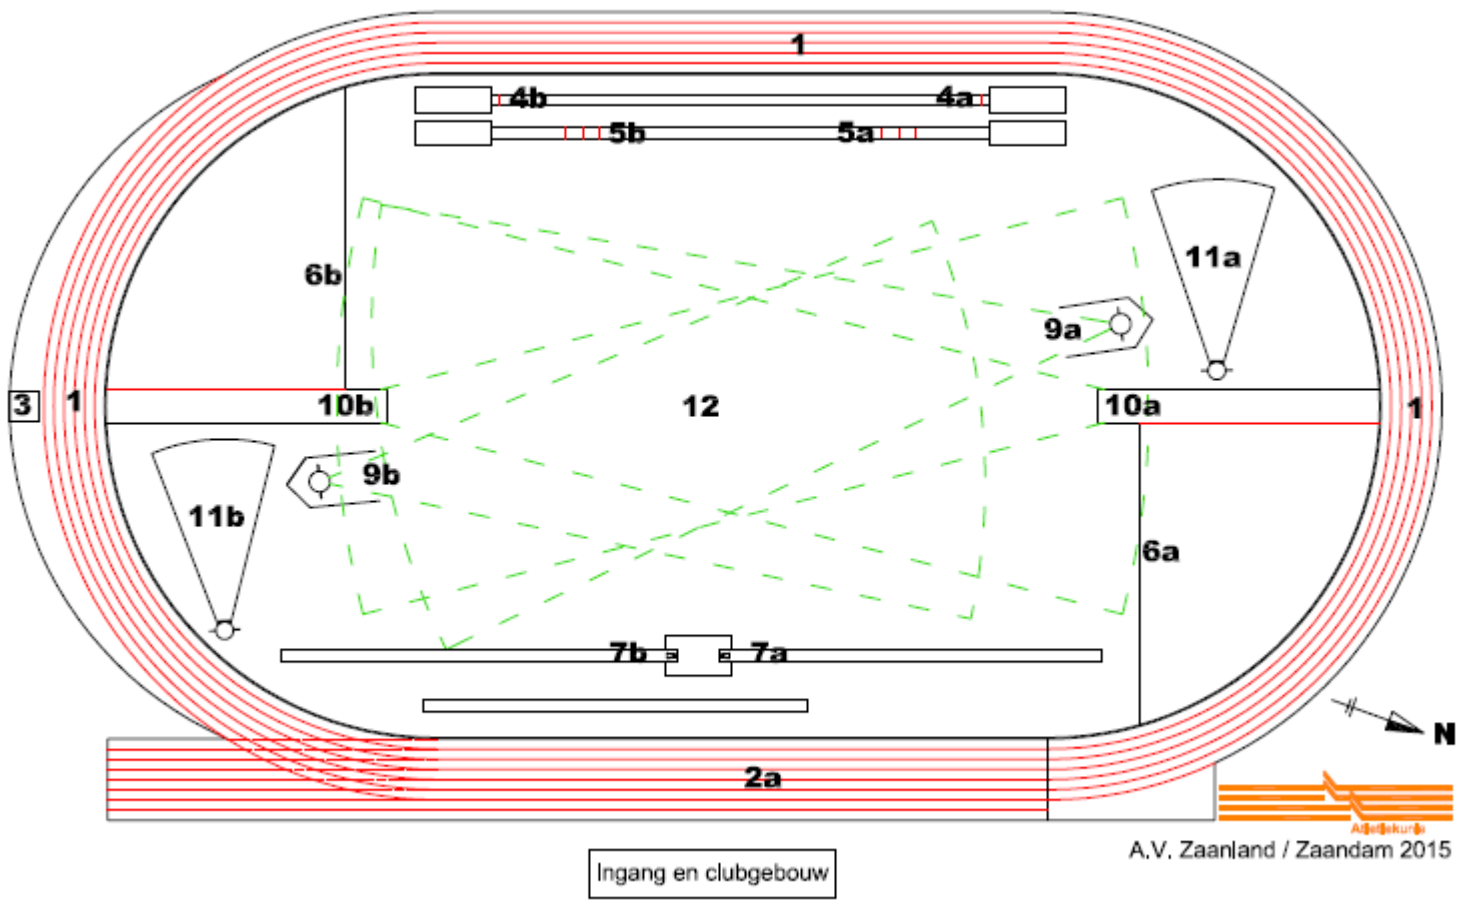 1
4b 4a
5b 5a
6b
11a
9a
3 1 10b 12 10a 1
9b
11b
6a
7b 7a
N
2a
Atletiekunie
A.V. Zaanland / Zaandam 2015
Ingang en clubgebouw